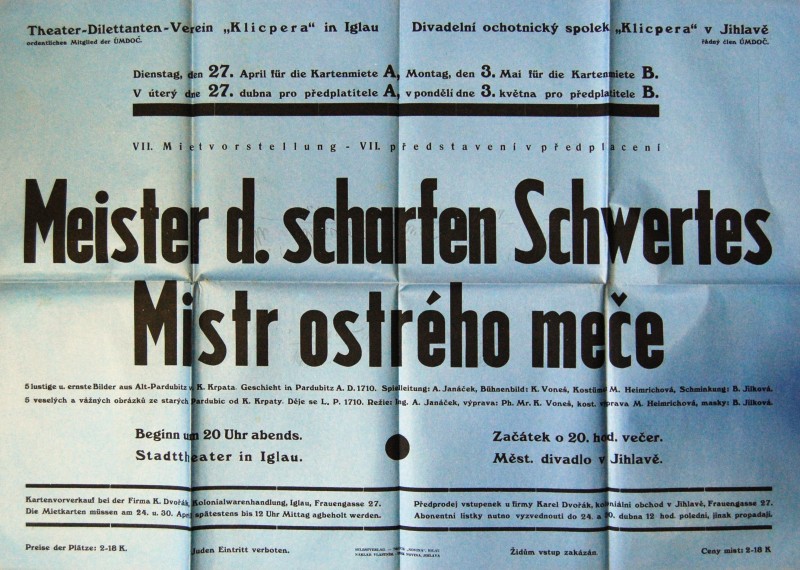 Theater-Dilettanten-Verein „Klicpera" in Iglau
ordentliches Mitglied der ÚMDOČ.
Divadelní ochotnický spolek „Klicpera" v Jihlavě
řádný člen ÚMDOČ.
Dienstag, den 27. April für die Kartenmiete A, Montag, den 3. Mai für die Kartenmiete B.
V úterý dne 27. dubna pro předplatitele A, v pondělí dne 3. května pro předplatitele B.
VII. Mietvorstellung - VII. představení v předplacení
Meister d. scharfen Schwertes
Mistr ostrého meče
5 lustige u. ernste Bilder aus Alt-Pardubitz v. K. Krpata. Geschieht in Pardubitz A. D. 1710. Spielleitung: A. Janáček, Bühnenbild: K. Voneš, Kostüme M. Heimrichová, Schminkung: B. Jílková.
5 veselých a vážných obrázků ze starých Pardubic od K. Krpaty. Děje se L. P. 1710. Režie: Ing. A. Janáček, výprava: Ph. Mr. K. Voneš, kost. úprava M. Heimrichová, masky: B. Jílková.
Beginn um 20 Uhr abends.
Stadttheater in Iglau.
Začátek o 20. hod. večer.
Měst. divadlo v Jihlavě.
Kartenvorverkauf bei der Firma K. Dvořák, Kolonialwarenhandlung, Iglau, Frauengasse 27.
Die Mietkarten müssen am 24. u. 30. April spätestens bis 12 Uhr Mittag agbeholt werden.
Předprodej vstupenek u firmy Karel Dvořák, koloniální obchod v Jihlavě, Frauengasse 27.
Abonentní lístky nutno vyzvednouti do 24. a 30. dubna 12 hod. polední, jinak propadají.
Preise der Plätze: 2-18 K.
Juden Eintritt verboten.
Židům vstup zakázán
Ceny míst: 2-18 K